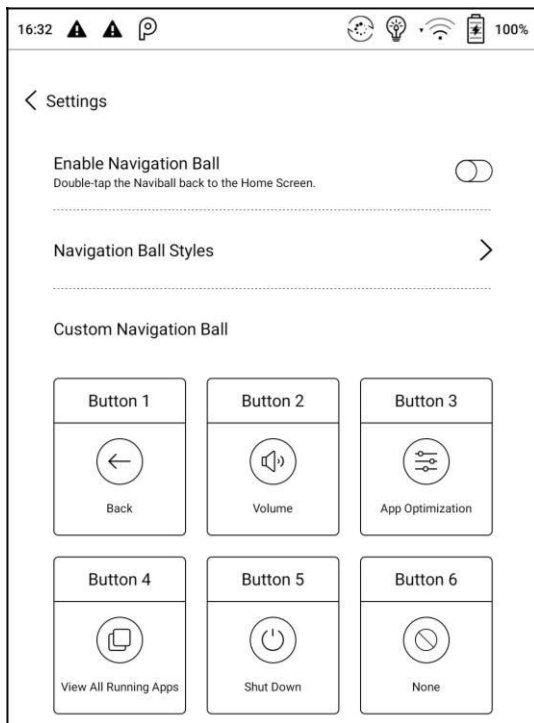 16:32 100%
Settings
Enable Navigation Ball
Double-tap the Naviball back to the Home Screen.
Navigation Ball Styles
Custom Navigation Ball
Button 1 Button 2 Button 3
Back Volume App Optimization
Button 4 Button 5 Button 6
View All Running Apps Shut Down None